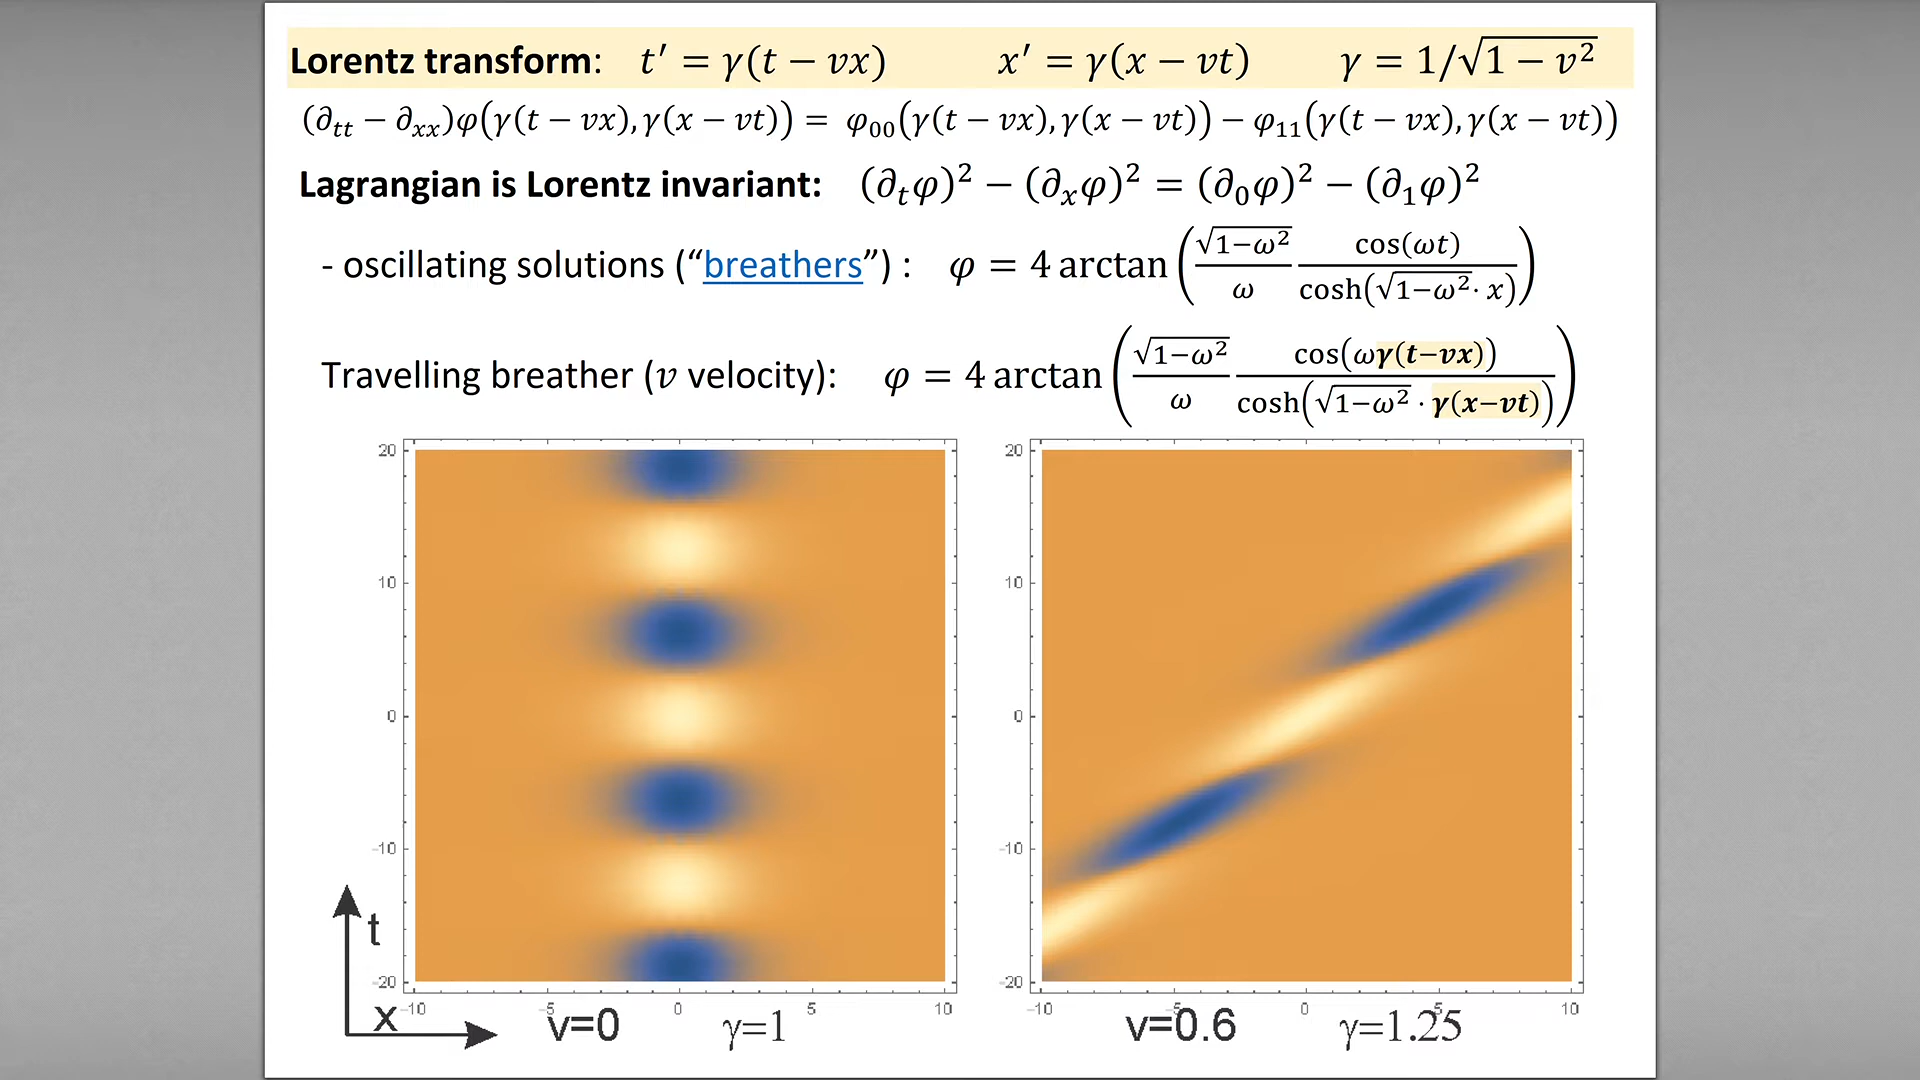 Lorentz transform: t′ = γ(t − vx) x′ = γ(x − vt) γ = 1/√(1 − v²)
(∂ₜₜ − ∂ₓₓ)φ(γ(t − vx), γ(x − vt)) = φ₀₀(γ(t − vx), γ(x − vt)) − φ₁₁(γ(t − vx), γ(x − vt))
Lagrangian is Lorentz invariant: (∂ₜφ)² − (∂ₓφ)² = (∂₀φ)² − (∂₁φ)²
- oscillating solutions (“breathers”) : φ = 4 arctan(√(1−ω²)/ω cos(ωt)/cosh(√(1−ω²)· x))
Travelling breather (v velocity): φ = 4 arctan(√(1−ω²)/ω cos(ωγ(t−vx))/cosh(√(1−ω²) · γ(x−vt)))
20
10
0
-10
-20
-10 -5 0 5 10
t
x
v=0 γ=1
20
10
0
-10
-20
-10 -5 0 5 10
v=0.6 γ=1.25